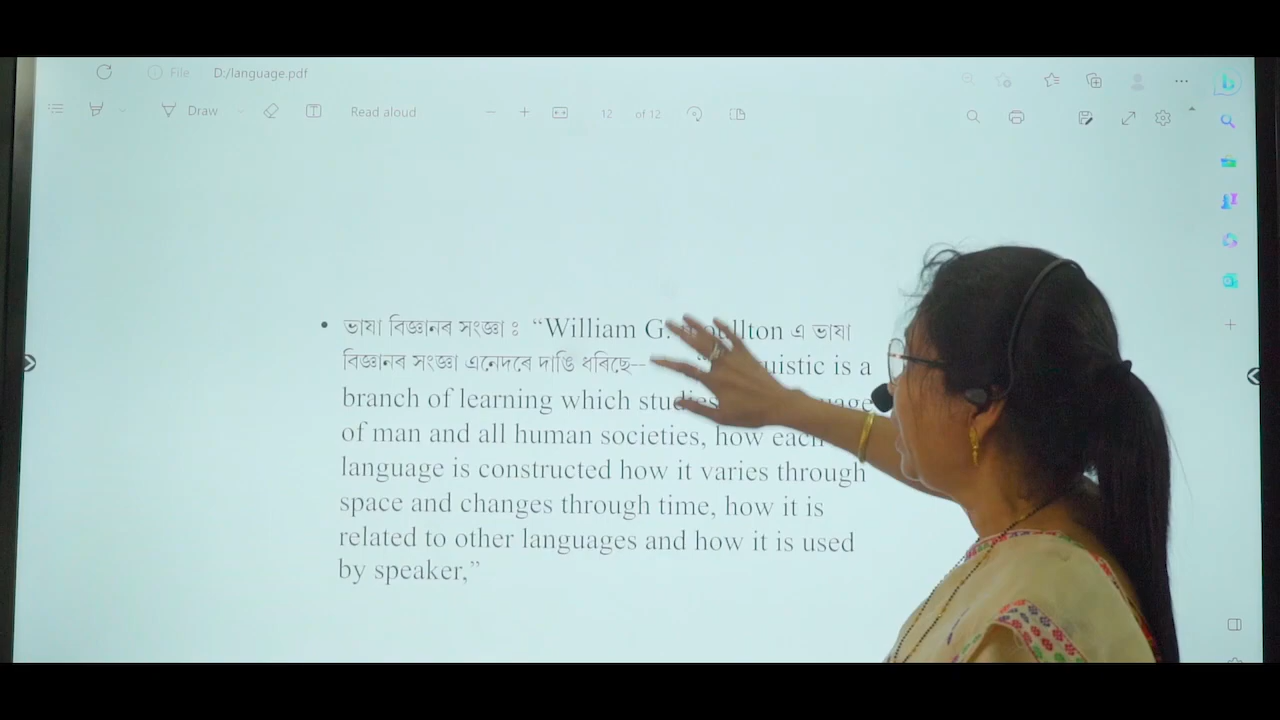 File D:/language.pdf
Draw Read aloud 12 of 12
• ভাষা বিজ্ঞানৰ সংজ্ঞা ঃ “William G. এ ভাষা
বিজ্ঞানৰ সংজ্ঞা এনেদৰে দাঙি ধৰিছে-- is a
branch of learning which studies
of man and all human societies, how each
language is constructed how it varies through
space and changes through time, how it is
related to other languages and how it is used
by speaker,”